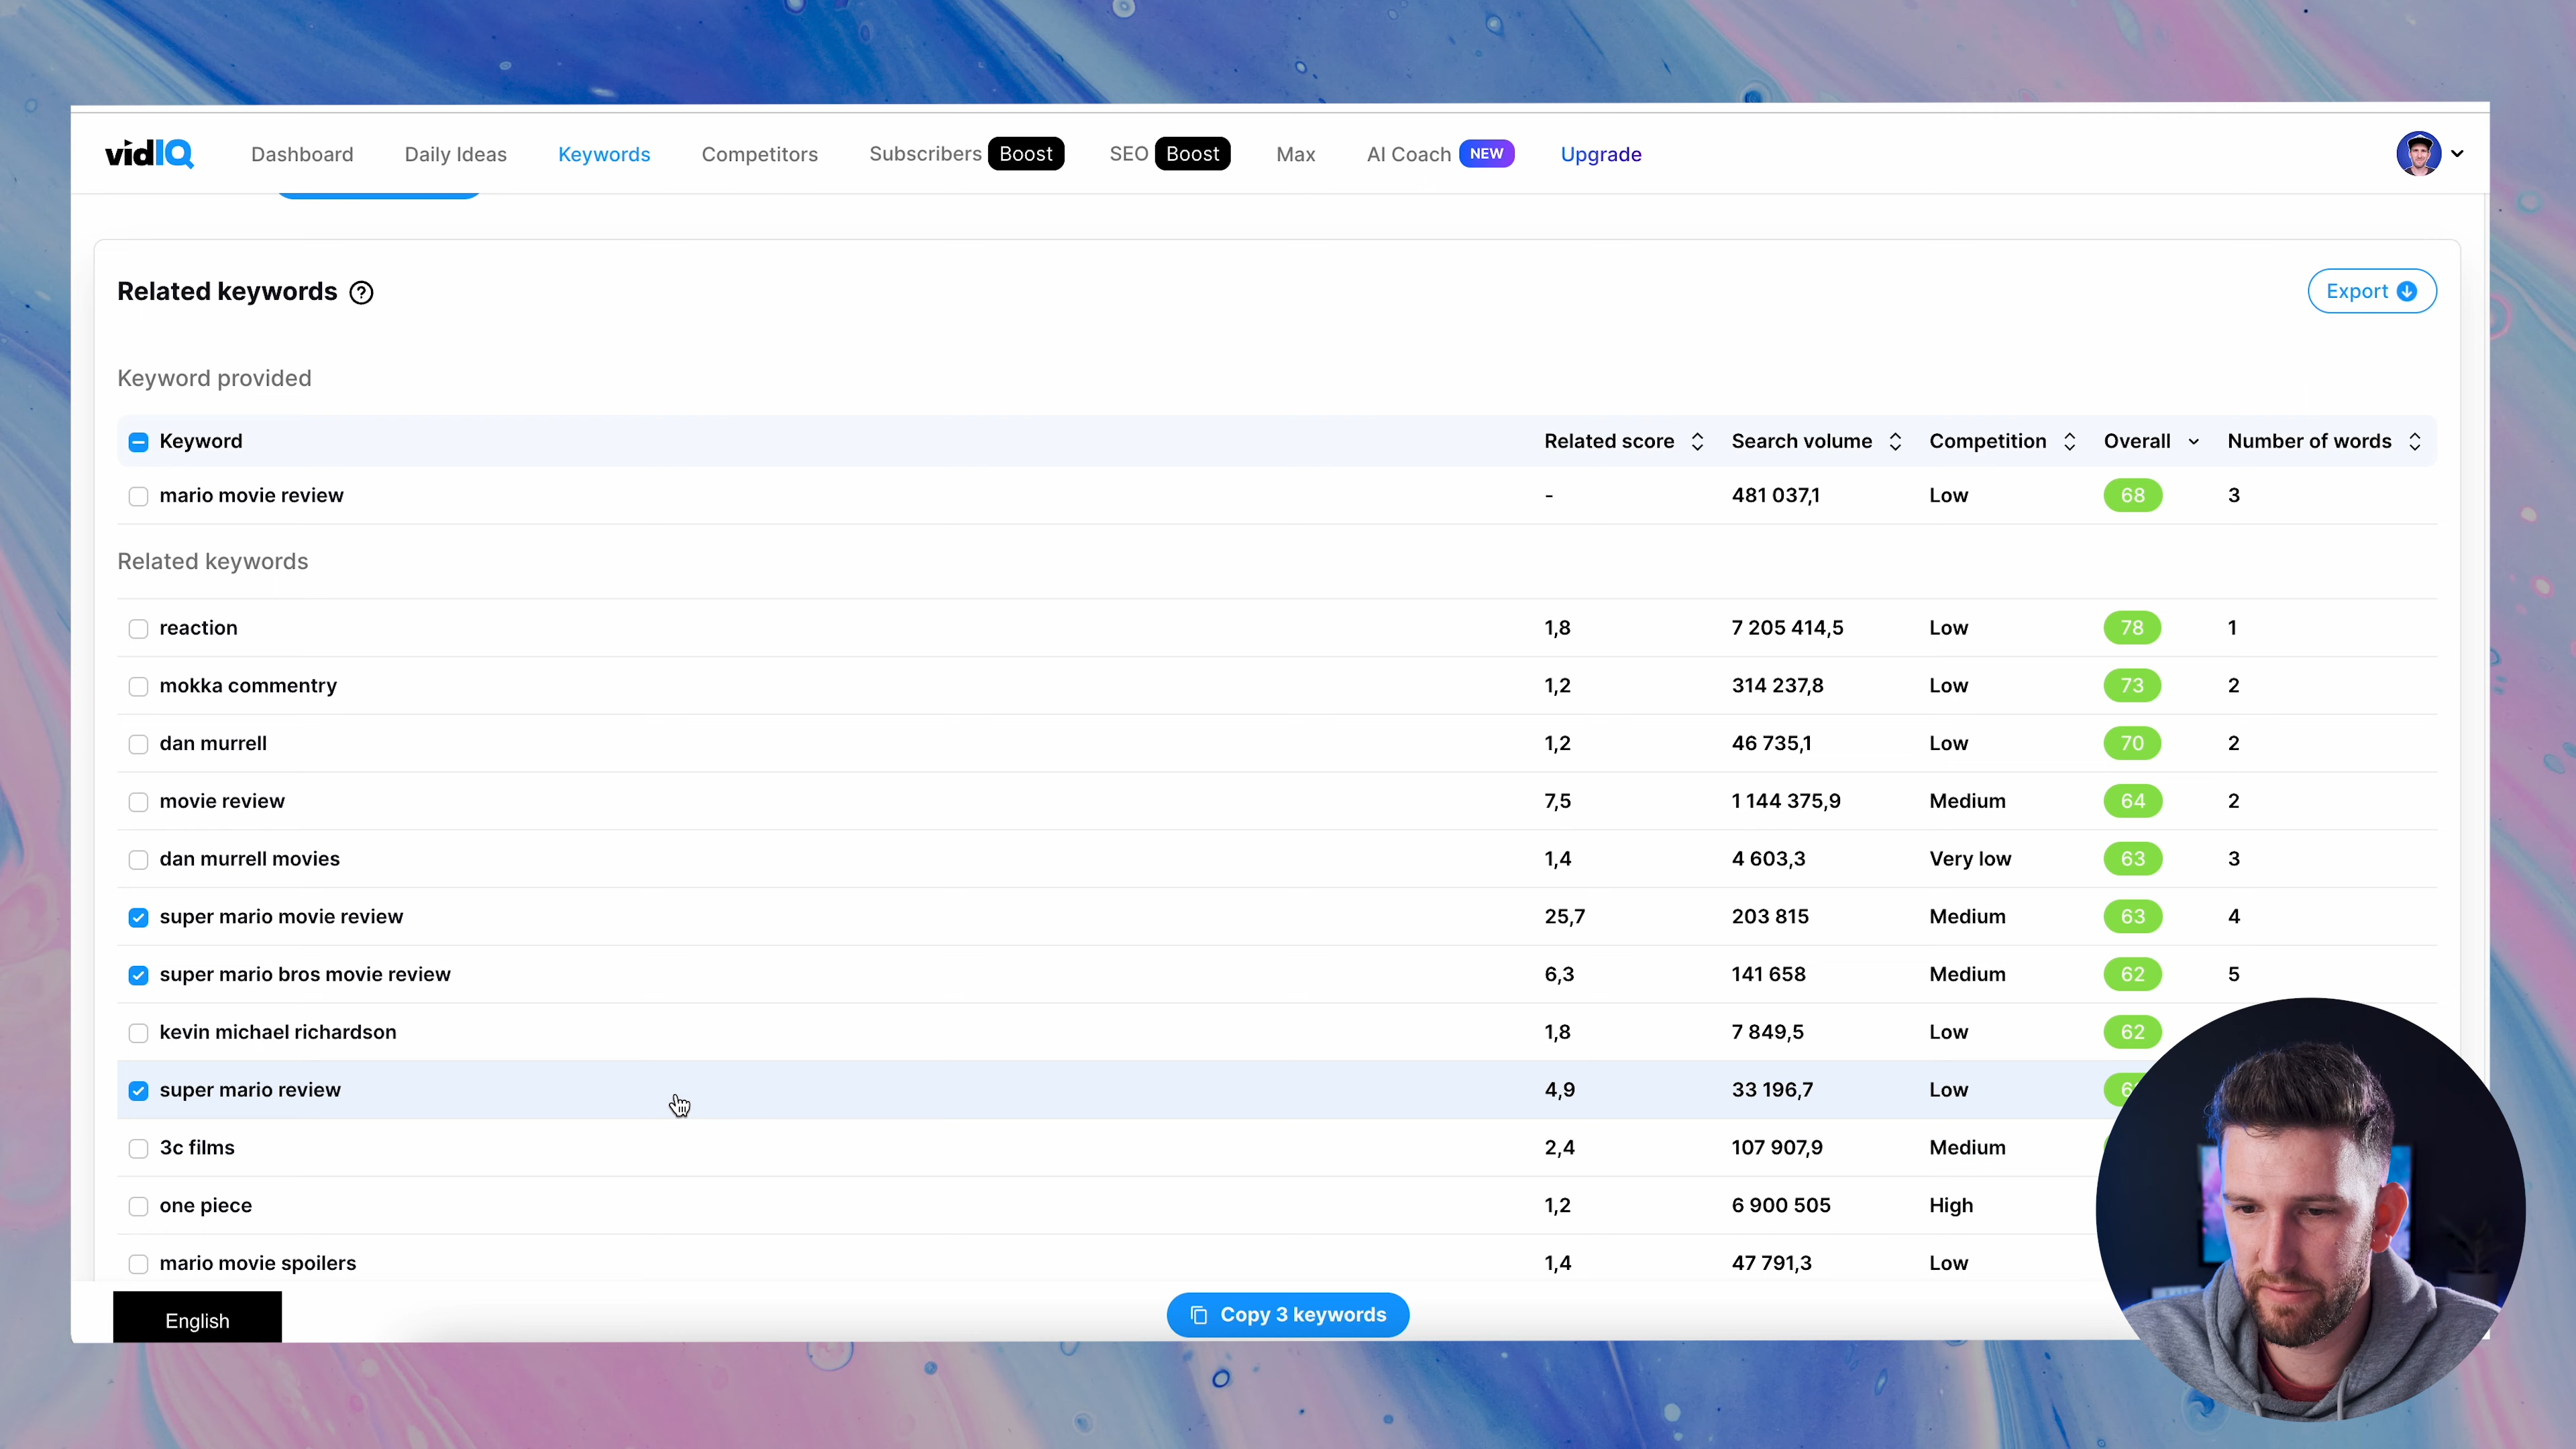 vidIQ Dashboard Daily Ideas Keywords Competitors Subscribers Boost SEO Boost Max AI Coach NEW Upgrade
Related keywords ? Export
Keyword provided
Keyword Related score Search volume Competition Overall Number of words
mario movie review - 481 037,1 Low 68 3
Related keywords
reaction 1,8 7 205 414,5 Low 78 1
mokka commentry 1,2 314 237,8 Low 73 2
dan murrell 1,2 46 735,1 Low 70 2
movie review 7,5 1 144 375,9 Medium 64 2
dan murrell movies 1,4 4 603,3 Very low 63 3
super mario movie review 25,7 203 815 Medium 63 4
super mario bros movie review 6,3 141 658 Medium 62 5
kevin michael richardson 1,8 7 849,5 Low 62
super mario review 4,9 33 196,7 Low
3c films 2,4 107 907,9 Medium
one piece 1,2 6 900 505 High
mario movie spoilers 1,4 47 791,3 Low
English Copy 3 keywords